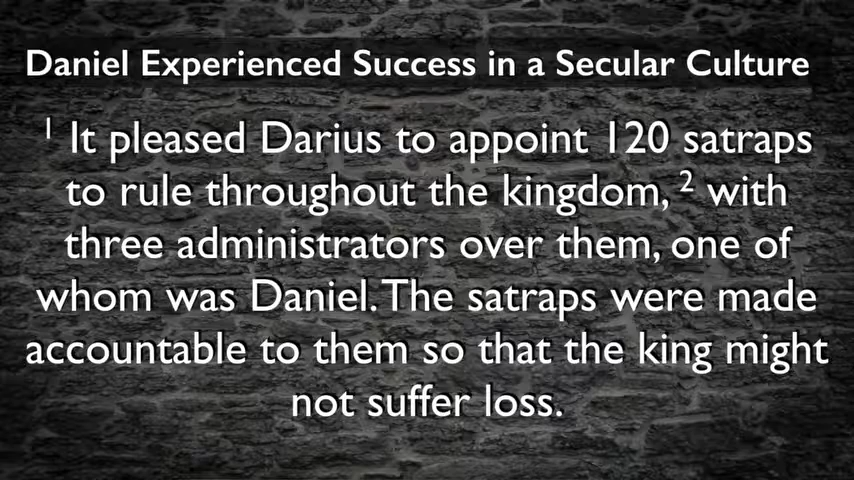 Daniel Experienced Success in a Secular Culture
1 It pleased Darius to appoint 120 satraps
to rule throughout the kingdom, 2 with
three administrators over them, one of
whom was Daniel. The satraps were made
accountable to them so that the king might
not suffer loss.